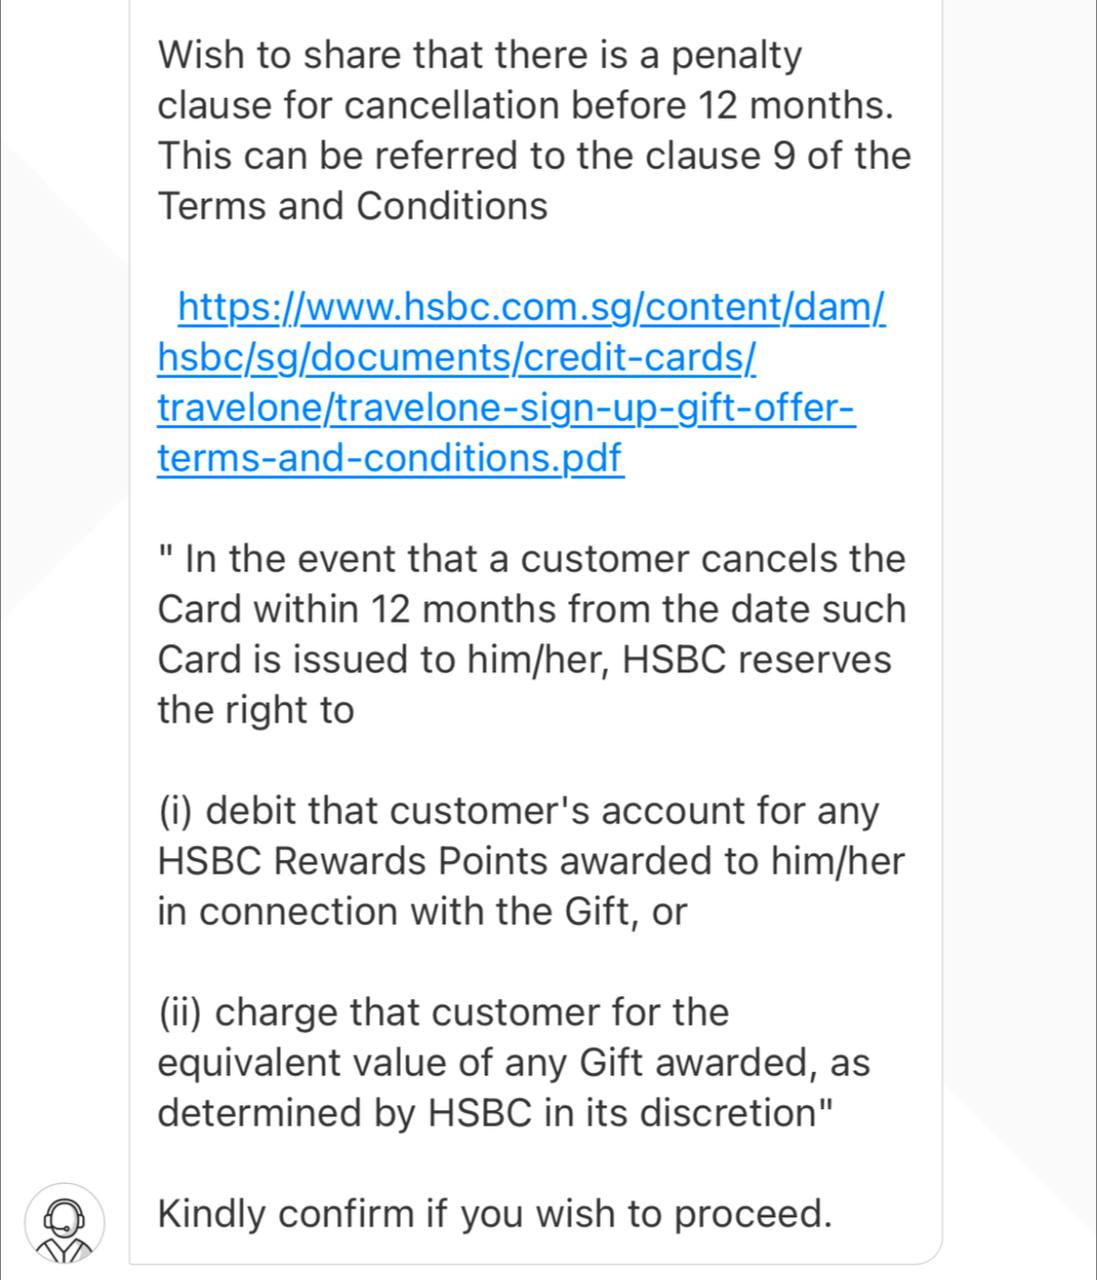 Wish to share that there is a penalty
clause for cancellation before 12 months.
This can be referred to the clause 9 of the
Terms and Conditions
https://www.hsbc.com.sg/content/dam/
hsbc/sg/documents/credit-cards/
travelone/travelone-sign-up-gift-offer-
terms-and-conditions.pdf
" In the event that a customer cancels the
Card within 12 months from the date such
Card is issued to him/her, HSBC reserves
the right to
(i) debit that customer's account for any
HSBC Rewards Points awarded to him/her
in connection with the Gift, or
(ii) charge that customer for the
equivalent value of any Gift awarded, as
determined by HSBC in its discretion"
Kindly confirm if you wish to proceed.